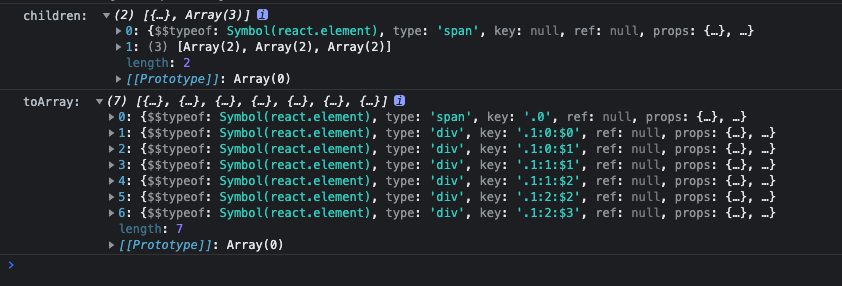 children: ▼(2) [{…}, Array(3)] i
▶0: {$$typeof: Symbol(react.element), type: 'span', key: null, ref: null, props: {…}, …}
▶1: (3) [Array(2), Array(2), Array(2)]
length: 2
▶[[Prototype]]: Array(0)
toArray: ▼(7) [{…}, {…}, {…}, {…}, {…}, {…}, {…}] i
▶0: {$$typeof: Symbol(react.element), type: 'span', key: '.0', ref: null, props: {…}, …}
▶1: {$$typeof: Symbol(react.element), type: 'div', key: '.1:0:$0', ref: null, props: {…}, …}
▶2: {$$typeof: Symbol(react.element), type: 'div', key: '.1:0:$1', ref: null, props: {…}, …}
▶3: {$$typeof: Symbol(react.element), type: 'div', key: '.1:1:$1', ref: null, props: {…}, …}
▶4: {$$typeof: Symbol(react.element), type: 'div', key: '.1:1:$2', ref: null, props: {…}, …}
▶5: {$$typeof: Symbol(react.element), type: 'div', key: '.1:2:$2', ref: null, props: {…}, …}
▶6: {$$typeof: Symbol(react.element), type: 'div', key: '.1:2:$3', ref: null, props: {…}, …}
length: 7
▶[[Prototype]]: Array(0)
>